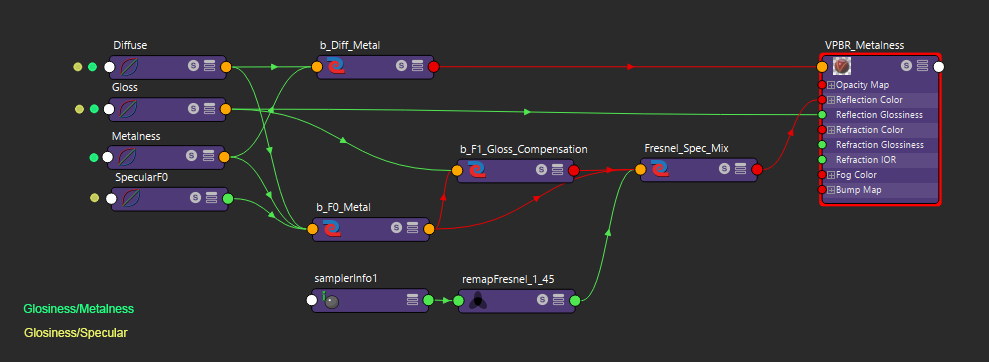 Diffuse
b_Diff_Metal
VPBR_Metalness
S
S
S
Gloss
Opacity Map
S
Reflection Color
Reflection Glossiness
Metalness
Refraction Color
b_F1_Gloss_Compensation
Fresnel_Spec_Mix
Refraction Glossiness
S
Refraction IOR
SpecularF0
S
S
Fog Color
S
Bump Map
b_F0_Metal
S
samplerInfo1
remapFresnel_1_45
i
S
Glosiness/Metalness
Glosiness/Specular